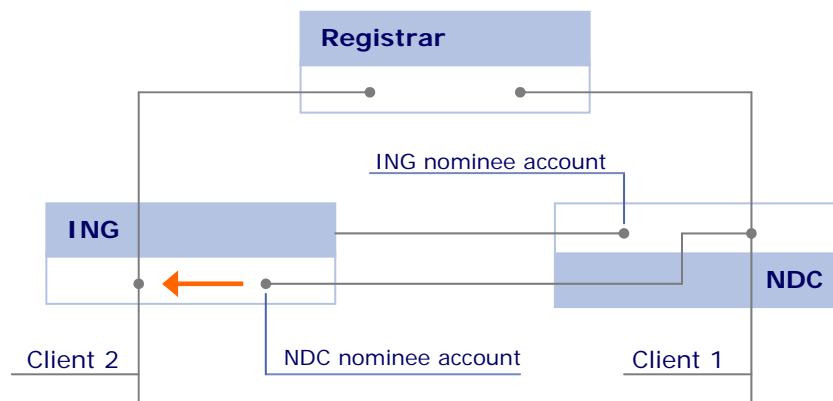 Registrar
ING nominee account
ING
NDC
Client 2
NDC nominee account
Client 1